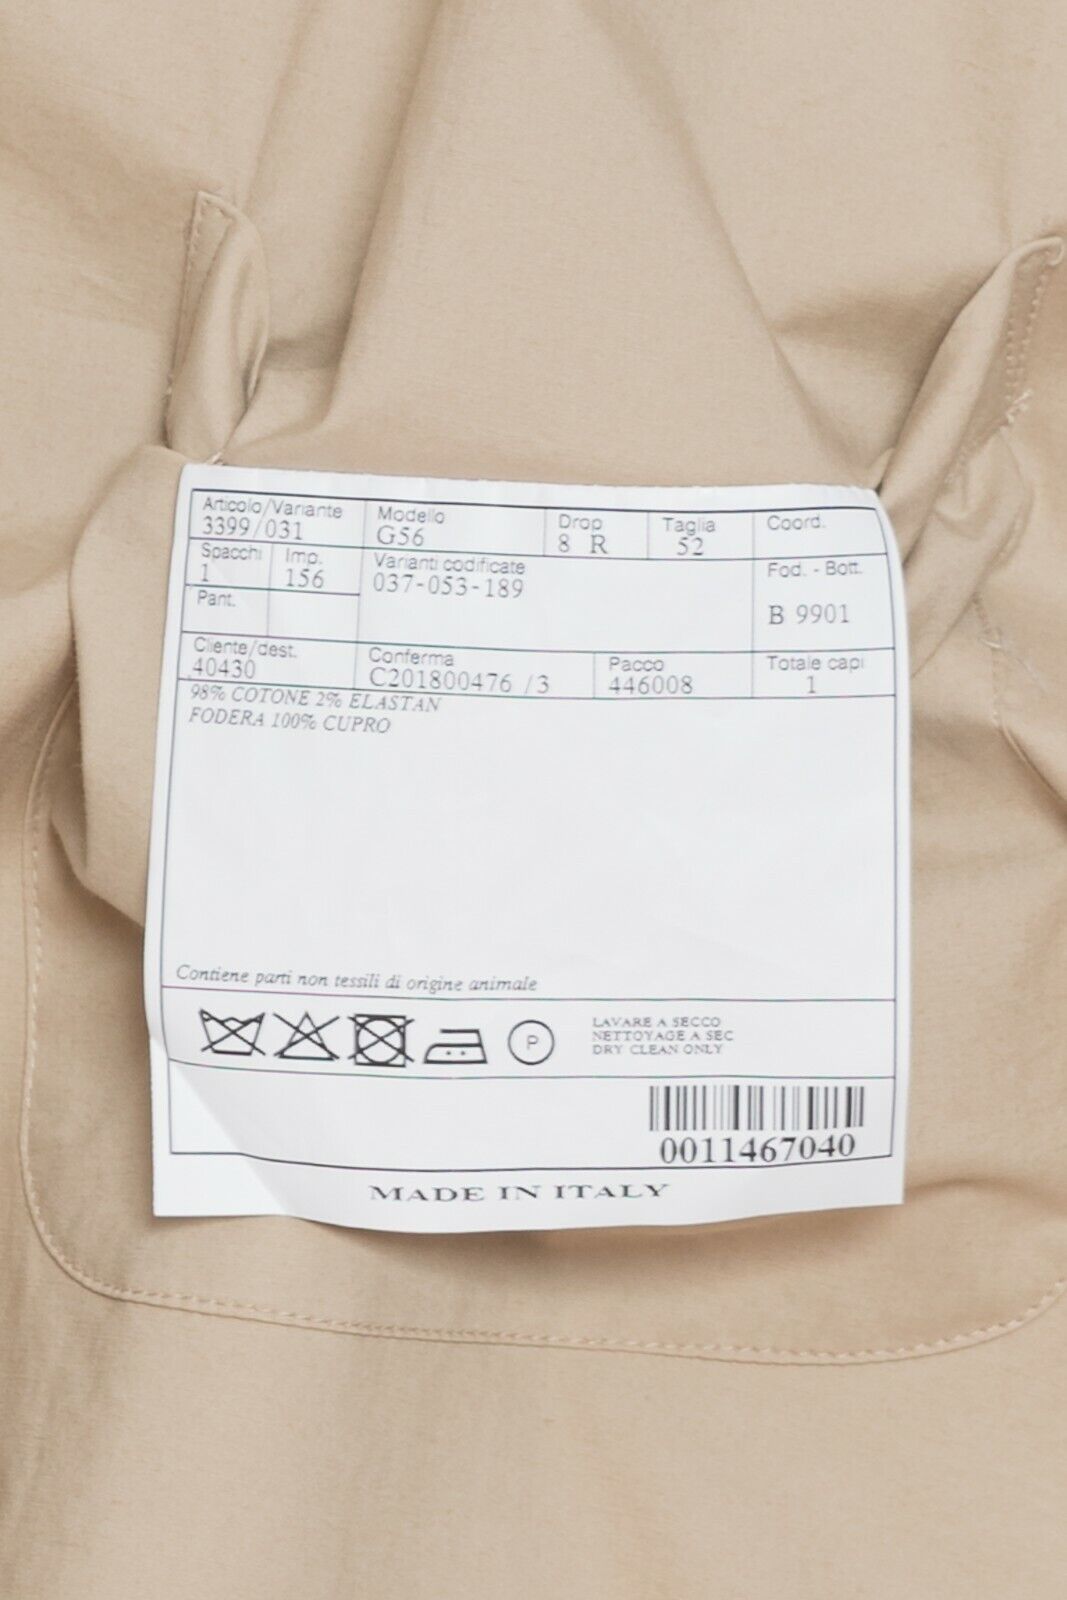 Articolo/Variante Modello Drop Taglia Coord.
3399/031 G56 8 R 52
Spacchi Imp. Varianti codificate Fod. - Bott.
1 156 037-053-189
Pant. B 9901
Cliente/dest. Conferma Pacco Totale capi
40430 C201800476 /3 446008 1
98% COTONE 2% ELASTAN
FODERA 100% CUPRO
Contiene parti non tessili di origine animale
P
LAVARE A SECCO
NETTOYAGE A SEC
DRY CLEAN ONLY
0011467040
MADE IN ITALY